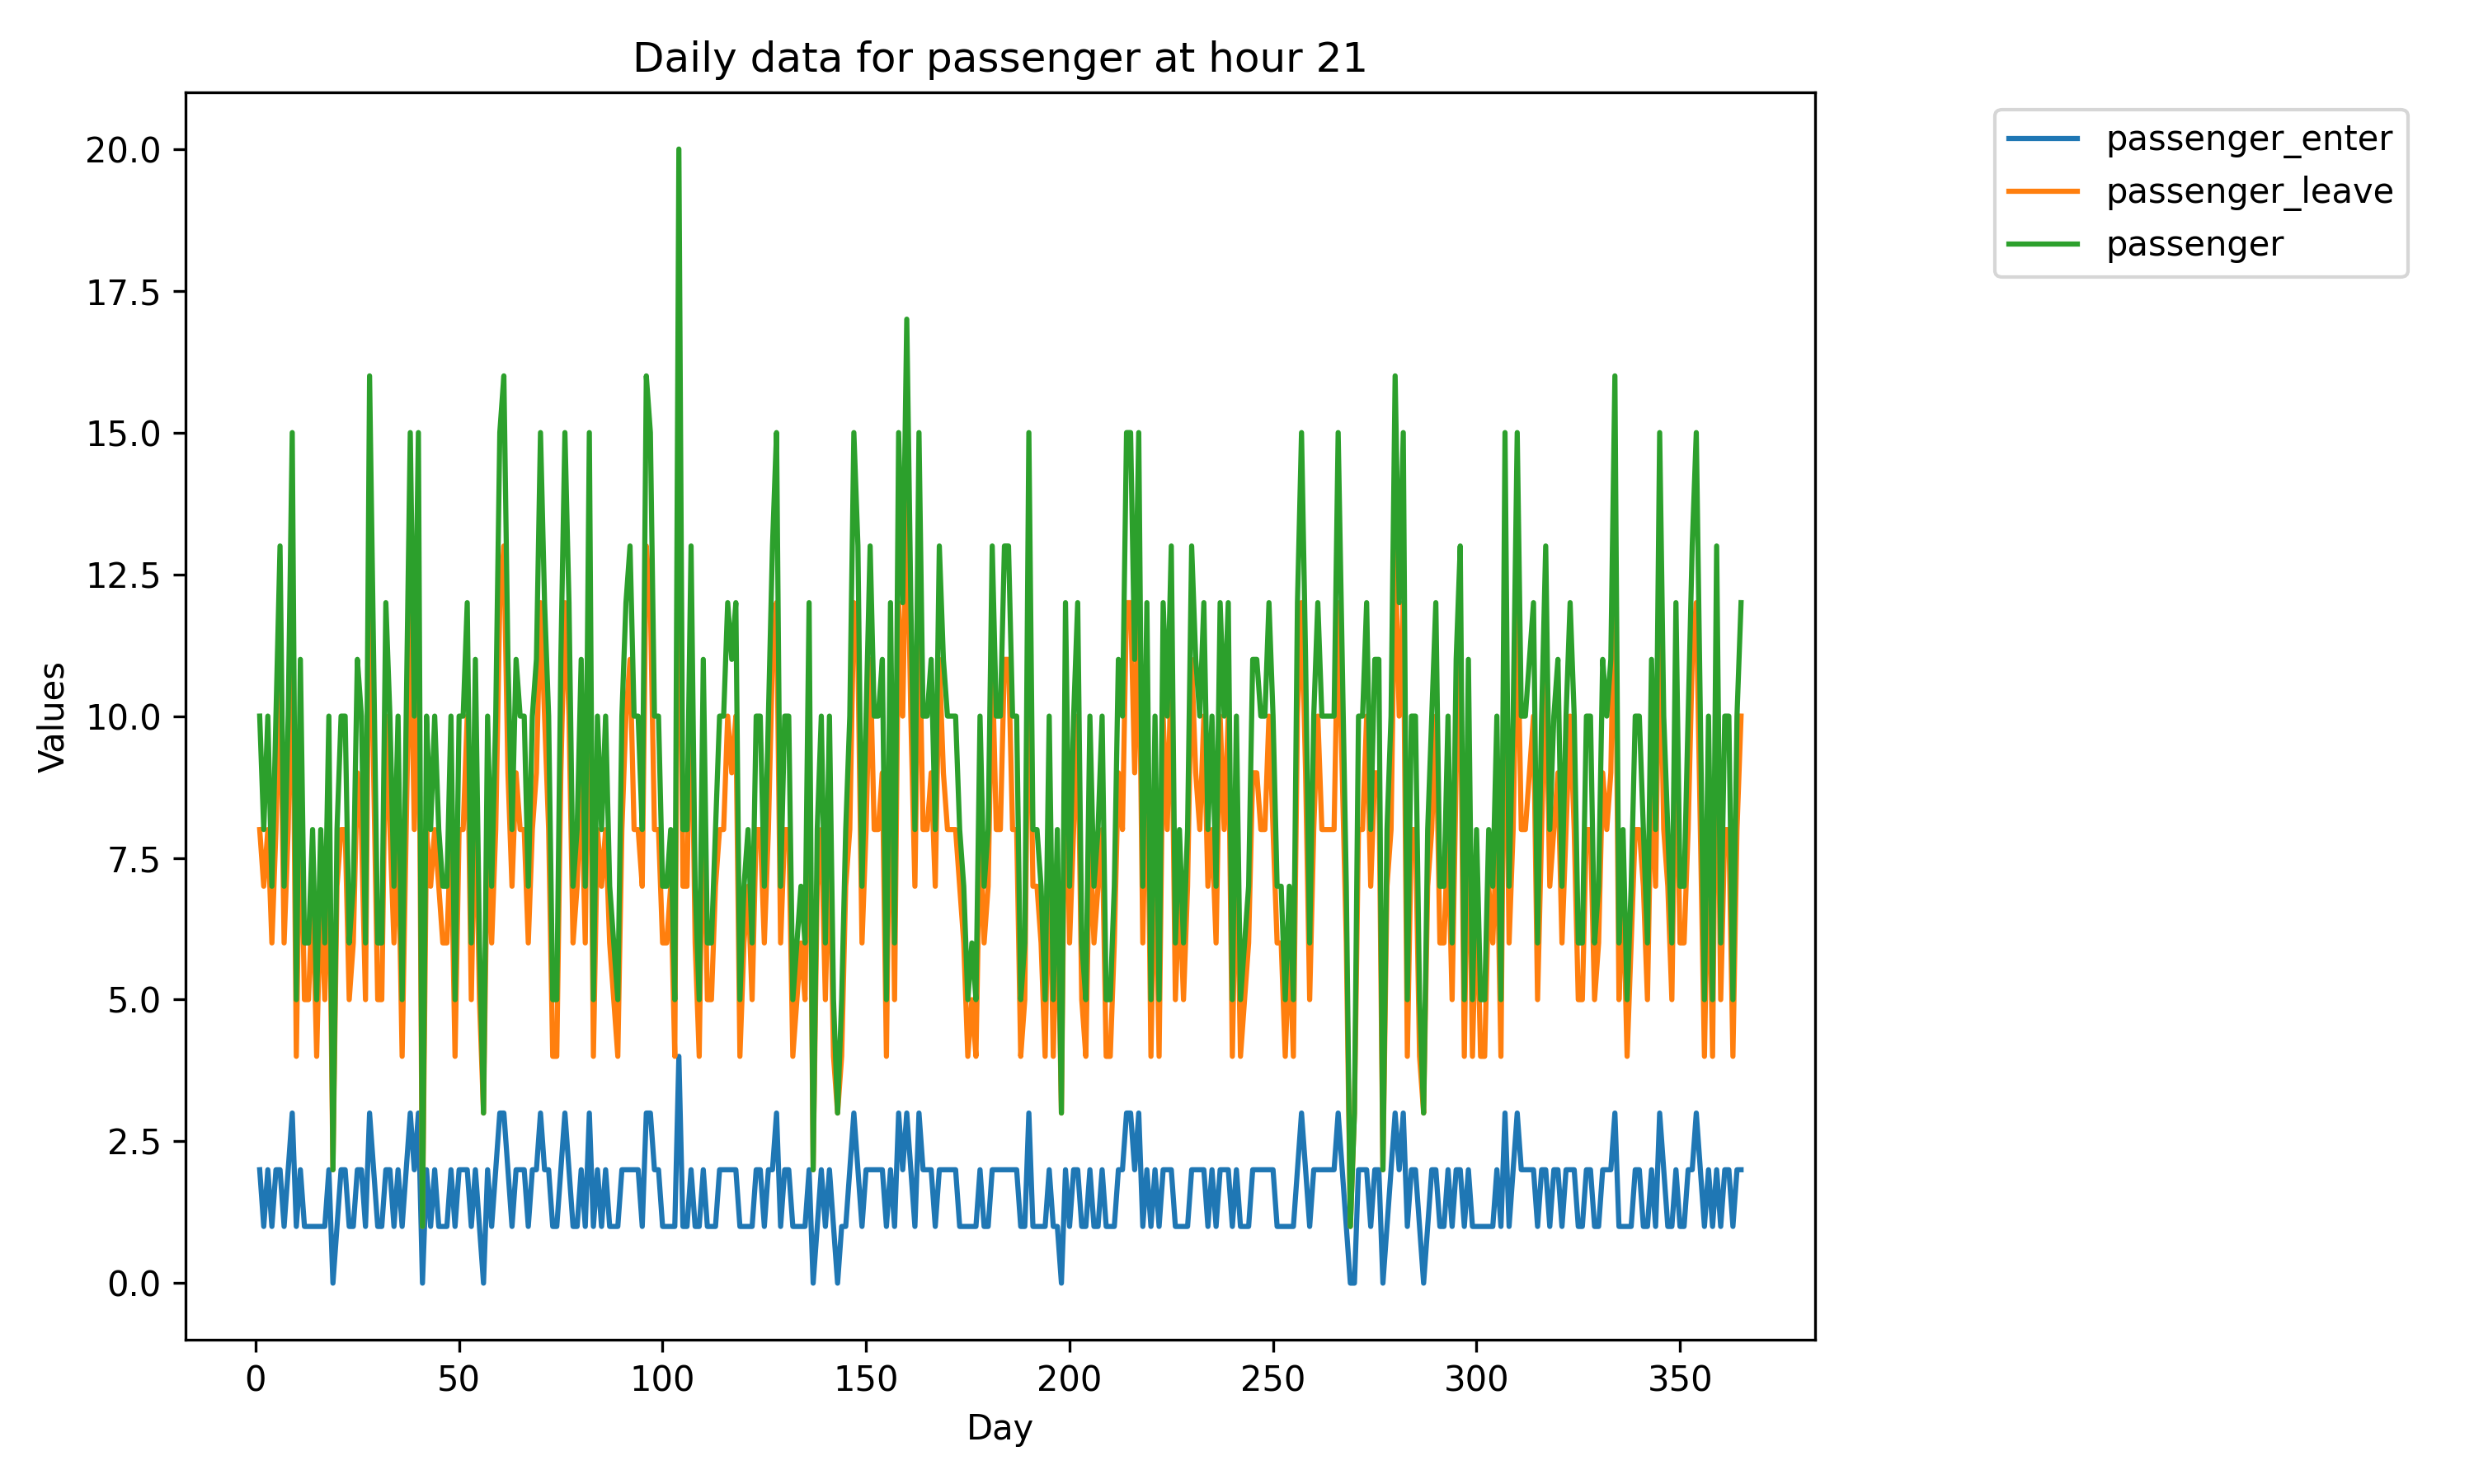 Daily data for passenger at hour 21
passenger_enter
passenger_leave
passenger
Values
20.0
17.5
15.0
12.5
10.0
7.5
5.0
2.5
0.0
0 50 100 150 200 250 300 350
Day